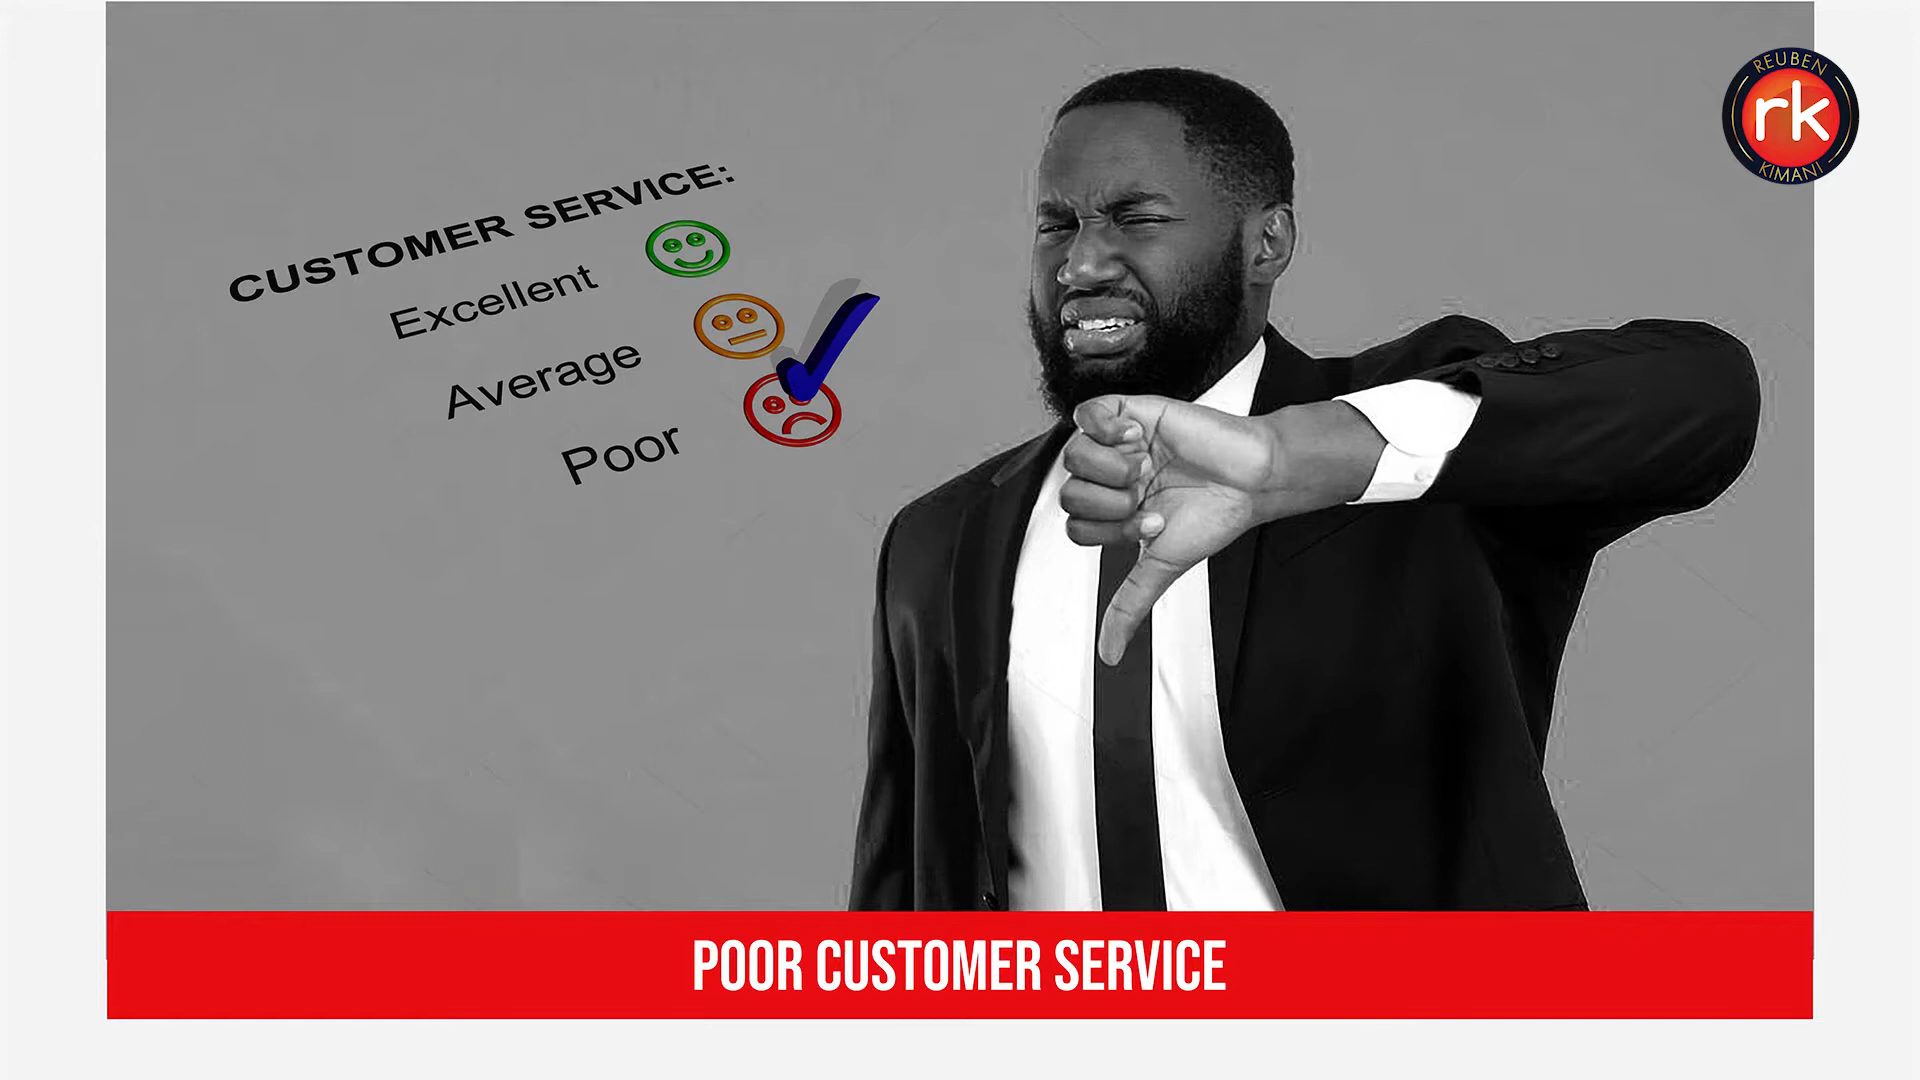 REUBEN
rk
KIMANI
CUSTOMER SERVICE:
Excellent
Average
Poor
POOR CUSTOMER SERVICE